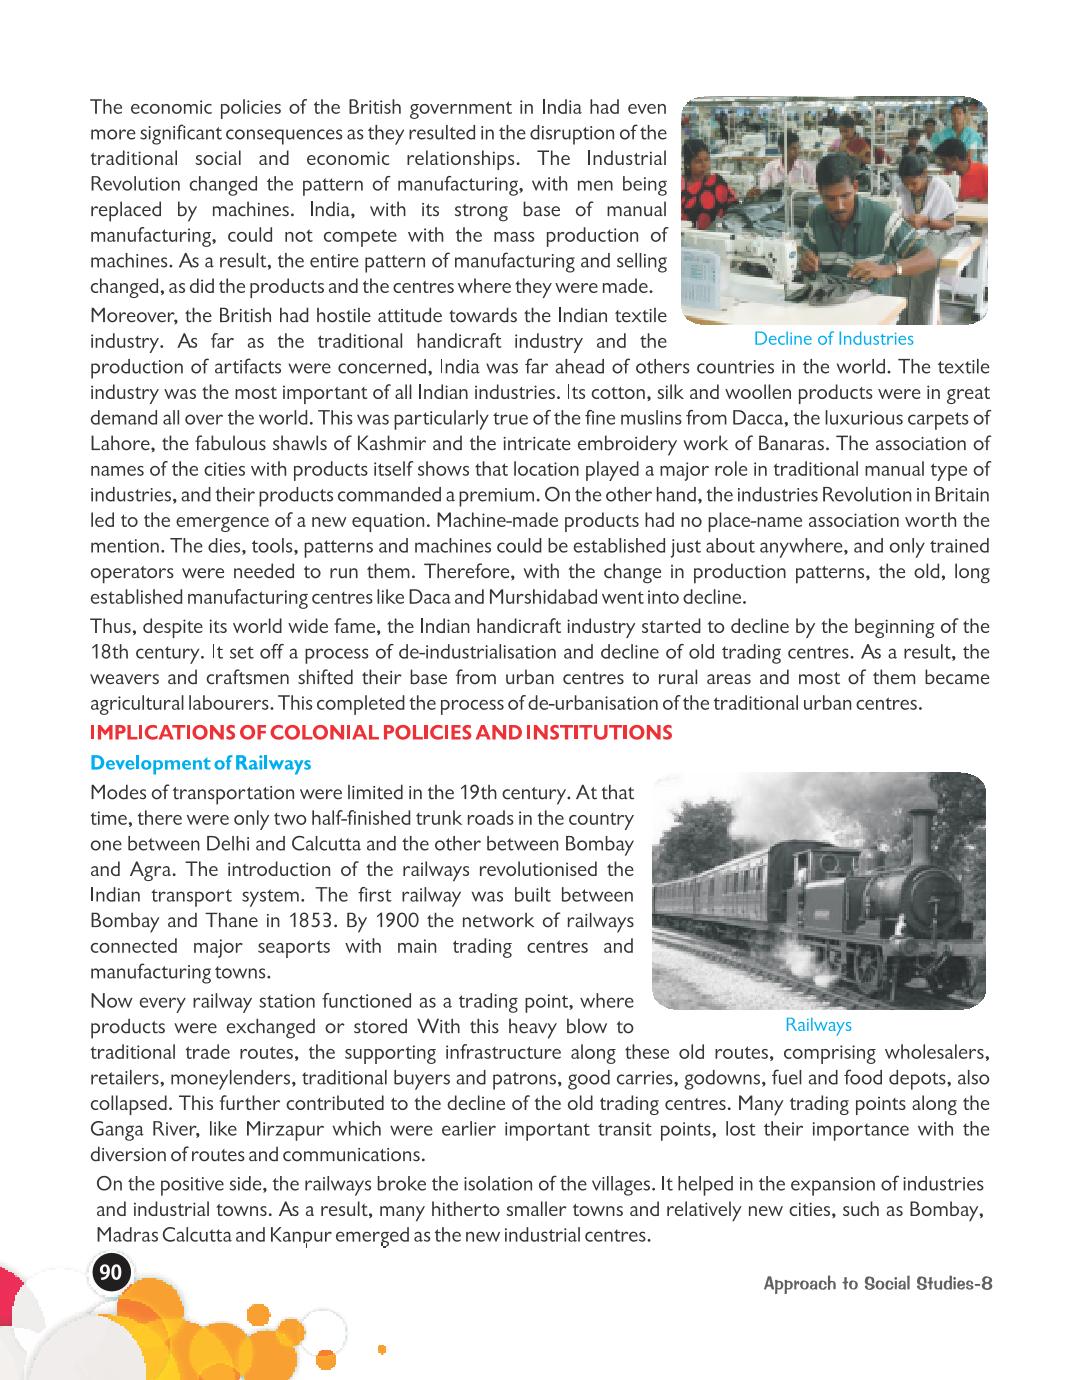 The economic policies of the British government in India had even
more significant consequences as they resulted in the disruption of the
traditional social and economic relationships. The Industrial
Revolution changed the pattern of manufacturing, with men being
replaced by machines. India, with its strong base of manual
manufacturing, could not compete with the mass production of
machines. As a result, the entire pattern of manufacturing and selling
changed, as did the products and the centres where they were made.
Moreover, the British had hostile attitude towards the Indian textile
industry. As far as the traditional handicraft industry and the
Decline of Industries
production of artifacts were concerned, India was far ahead of others countries in the world. The textile
industry was the most important of all Indian industries. Its cotton, silk and woollen products were in great
demand all over the world. This was particularly true of the fine muslins from Dacca, the luxurious carpets of
Lahore, the fabulous shawls of Kashmir and the intricate embroidery work of Banaras. The association of
names of the cities with products itself shows that location played a major role in traditional manual type of
industries, and their products commanded a premium. On the other hand, the industries Revolution in Britain
led to the emergence of a new equation. Machine-made products had no place-name association worth the
mention. The dies, tools, patterns and machines could be established just about anywhere, and only trained
operators were needed to run them. Therefore, with the change in production patterns, the old, long
established manufacturing centres like Daca and Murshidabad went into decline.
Thus, despite its world wide fame, the Indian handicraft industry started to decline by the beginning of the
18th century. It set off a process of de-industrialisation and decline of old trading centres. As a result, the
weavers and craftsmen shifted their base from urban centres to rural areas and most of them became
agricultural labourers. This completed the process of de-urbanisation of the traditional urban centres.
IMPLICATIONS OF COLONIAL POLICIES AND INSTITUTIONS
Development of Railways
Modes of transportation were limited in the 19th century. At that
time, there were only two half-finished trunk roads in the country
one between Delhi and Calcutta and the other between Bombay
and Agra. The introduction of the railways revolutionised the
Indian transport system. The first railway was built between
Bombay and Thane in 1853. By 1900 the network of railways
connected major seaports with main trading centres and
manufacturing towns.
Now every railway station functioned as a trading point, where
products were exchanged or stored With this heavy blow to
Railways
traditional trade routes, the supporting infrastructure along these old routes, comprising wholesalers,
retailers, moneylenders, traditional buyers and patrons, good carries, godowns, fuel and food depots, also
collapsed. This further contributed to the decline of the old trading centres. Many trading points along the
Ganga River, like Mirzapur which were earlier important transit points, lost their importance with the
diversion of routes and communications.
On the positive side, the railways broke the isolation of the villages. It helped in the expansion of industries
and industrial towns. As a result, many hitherto smaller towns and relatively new cities, such as Bombay,
Madras Calcutta and Kanpur emerged as the new industrial centres.
90
Approach to Social Studies-8